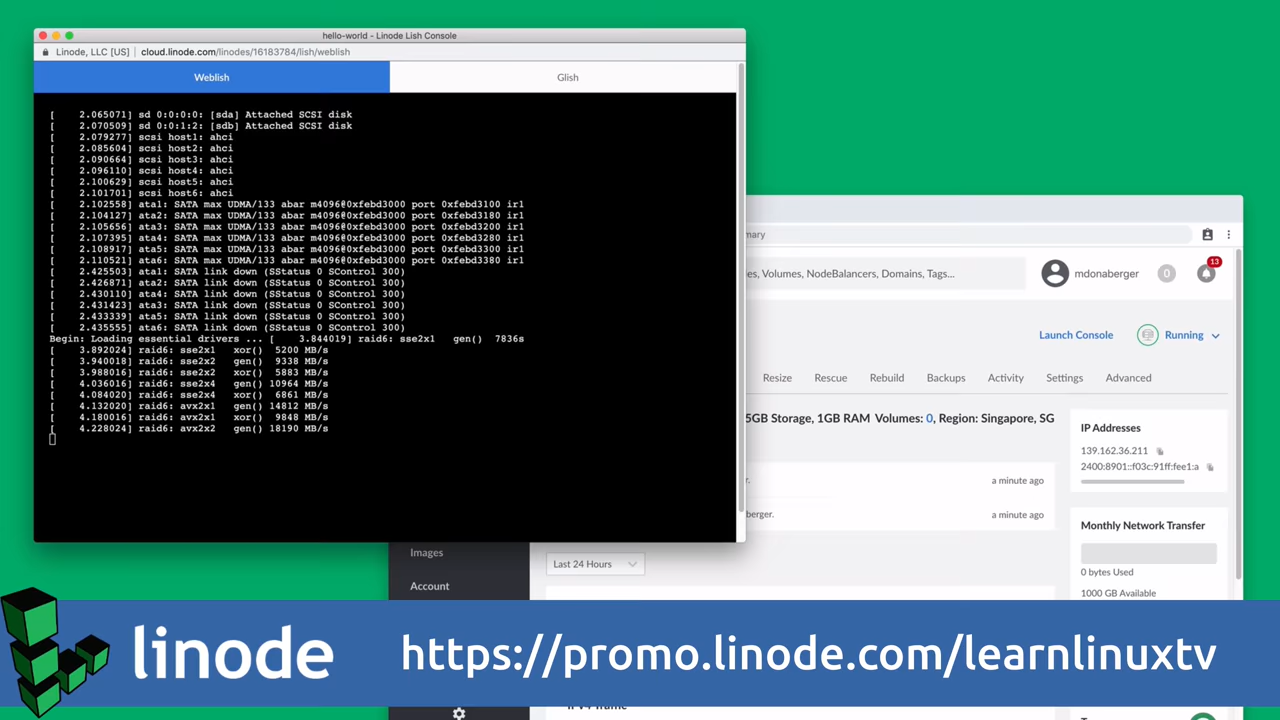 hello-world - Linode Lish Console
Linode, LLC [US] | cloud.linode.com/linodes/16183784/lish/weblish
Weblish Glish
[    2.065071] sd 0:0:0:0: [sda] Attached SCSI disk
[    2.070509] sd 0:0:1:2: [sdb] Attached SCSI disk
[    2.079277] scsi host1: ahci
[    2.085604] scsi host2: ahci
[    2.090664] scsi host3: ahci
[    2.096110] scsi host4: ahci
[    2.100629] scsi host5: ahci
[    2.101701] scsi host6: ahci
[    2.102558] ata1: SATA max UDMA/133 abar m4096@0xfebd3000 port 0xfebd3100 ir1
[    2.104127] ata2: SATA max UDMA/133 abar m4096@0xfebd3000 port 0xfebd3180 ir1
[    2.105656] ata3: SATA max UDMA/133 abar m4096@0xfebd3000 port 0xfebd3200 ir1
[    2.107395] ata4: SATA max UDMA/133 abar m4096@0xfebd3000 port 0xfebd3280 ir1
[    2.108917] ata5: SATA max UDMA/133 abar m4096@0xfebd3000 port 0xfebd3300 ir1
[    2.110521] ata6: SATA max UDMA/133 abar m4096@0xfebd3000 port 0xfebd3380 ir1
[    2.425503] ata1: SATA link down (SStatus 0 SControl 300)
[    2.426871] ata2: SATA link down (SStatus 0 SControl 300)
[    2.430110] ata4: SATA link down (SStatus 0 SControl 300)
[    2.431423] ata3: SATA link down (SStatus 0 SControl 300)
[    2.433339] ata5: SATA link down (SStatus 0 SControl 300)
[    2.435555] ata6: SATA link down (SStatus 0 SControl 300)
Begin: Loading essential drivers ... [    3.844019] raid6: sse2x1   gen()  7836s
[    3.892024] raid6: sse2x1   xor()  5200 MB/s
[    3.940018] raid6: sse2x2   gen()  9338 MB/s
[    3.988016] raid6: sse2x2   xor()  5883 MB/s
[    4.036016] raid6: sse2x4   gen() 10964 MB/s
[    4.084020] raid6: sse2x4   xor()  6861 MB/s
[    4.132020] raid6: avx2x1   gen() 14812 MB/s
[    4.180016] raid6: avx2x1   xor()  9848 MB/s
[    4.228024] raid6: avx2x2   gen() 18190 MB/s
mary
es, Volumes, NodeBalancers, Domains, Tags... mdonaberger 0 13
Launch Console Running
Resize Rescue Rebuild Backups Activity Settings Advanced
5GB Storage, 1GB RAM Volumes: 0, Region: Singapore, SG
IP Addresses
139.162.36.211
2400:8901::f03c:91ff:fee1:a
r. a minute ago
berger. a minute ago
Monthly Network Transfer
0 bytes Used
1000 GB Available
Images
Account
Last 24 Hours
linode https://promo.linode.com/learnlinuxtv